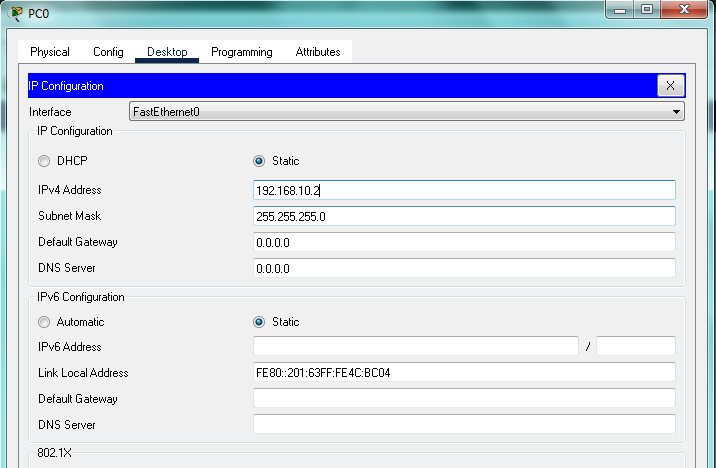 PC0
Physical Config Desktop Programming Attributes
IP Configuration X
Interface FastEthernet0
IP Configuration
DHCP Static
IPv4 Address 192.168.10.2
Subnet Mask 255.255.255.0
Default Gateway 0.0.0.0
DNS Server 0.0.0.0
IPv6 Configuration
Automatic Static
IPv6 Address /
Link Local Address FE80::201:63FF:FE4C:BC04
Default Gateway
DNS Server
802.1X